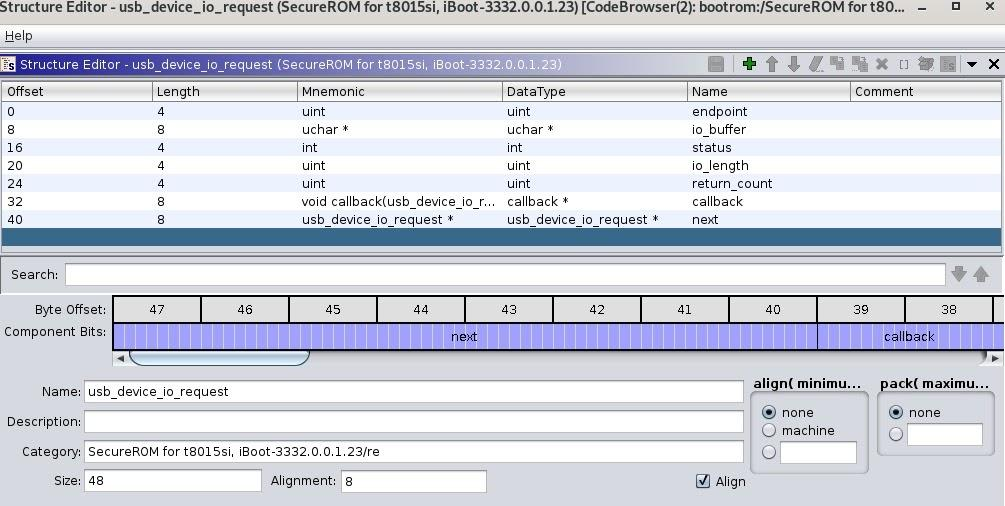 Structure Editor - usb_device_io_request (SecureROM for t8015si, iBoot-3332.0.0.1.23) [CodeBrowser(2): bootrom:/SecureROM for t80...
Help
Structure Editor - usb_device_io_request (SecureROM for t8015si, iBoot-3332.0.0.1.23)
Offset Length Mnemonic DataType Name Comment
0 4 uint uint endpoint
8 8 uchar * uchar * io_buffer
16 4 int int status
20 4 uint uint io_length
24 4 uint uint return_count
32 8 void callback(usb_device_io_r... callback * callback
40 8 usb_device_io_request * usb_device_io_request * next
Search:
Byte Offset: 47 46 45 44 43 42 41 40 39 38
Component Bits: next callback
align( minimu... pack( maximu...
Name: usb_device_io_request
none none
Description:
machine
Category: SecureROM for t8015si, iBoot-3332.0.0.1.23/re
Size: 48 Alignment: 8 Align